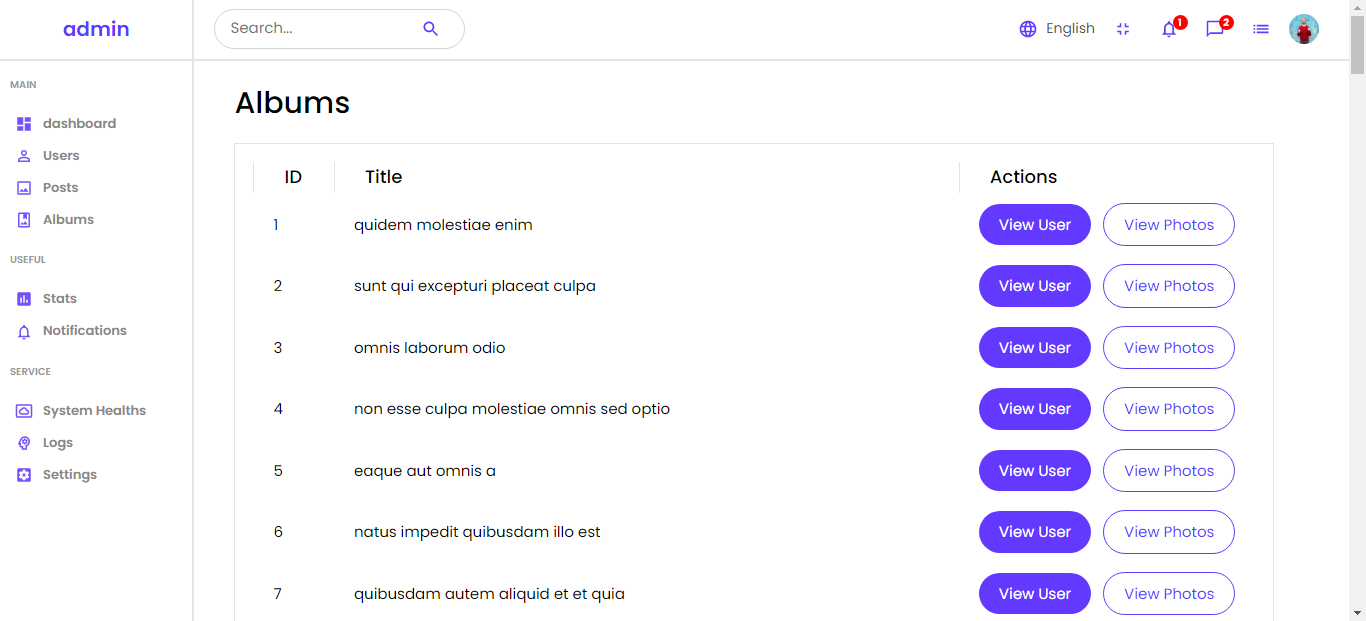 admin
Search...
English
1
2
MAIN
dashboard
Users
Posts
Albums
USEFUL
Stats
Notifications
SERVICE
System Healths
Logs
Settings
Albums
ID Title Actions
1 quidem molestiae enim View User View Photos
2 sunt qui excepturi placeat culpa View User View Photos
3 omnis laborum odio View User View Photos
4 non esse culpa molestiae omnis sed optio View User View Photos
5 eaque aut omnis a View User View Photos
6 natus impedit quibusdam illo est View User View Photos
7 quibusdam autem aliquid et et quia View User View Photos